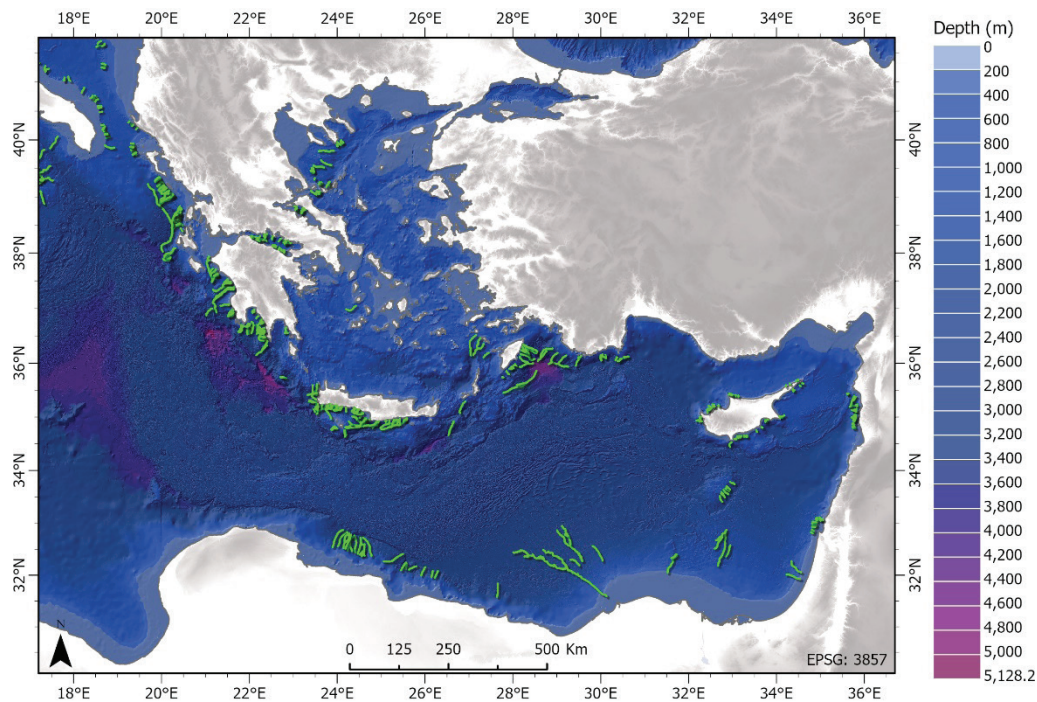 18°E 20°E 22°E 24°E 26°E 28°E 30°E 32°E 34°E 36°E
Depth (m)
0
200
400
600
800
1,000
1,200
1,400
1,600
1,800
2,000
2,200
2,400
2,600
2,800
3,000
3,200
3,400
3,600
3,800
4,000
4,200
4,400
4,600
4,800
5,000
5,128.2
40°N 40°N
38°N 38°N
36°N 36°N
34°N 34°N
32°N 32°N
N
0 125 250 500 Km
EPSG: 3857
18°E 20°E 22°E 24°E 26°E 28°E 30°E 32°E 34°E 36°E